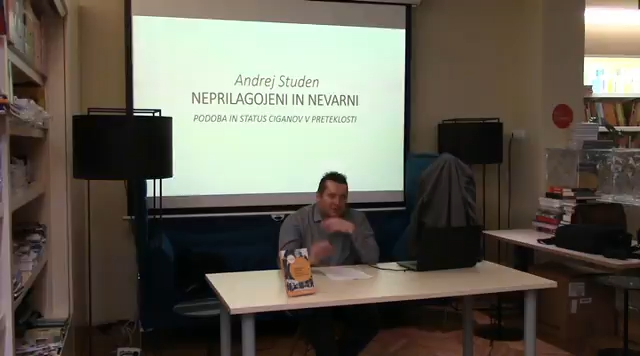 Andrej Studen
NEPRILAGOJENI IN NEVARNI
PODOBA IN STATUS CIGANOV V PRETEKLOSTI